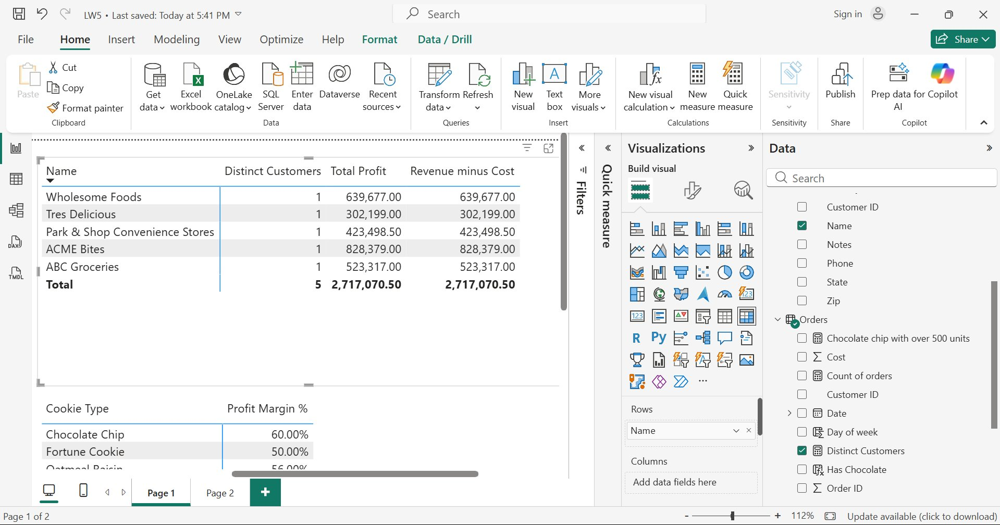 LW5 • Last saved: Today at 5:41 PM
Search
Sign in
File
Home
Insert
Modeling
View
Optimize
Help
Format
Data / Drill
Share
Paste
Cut
Copy
Format painter
Clipboard
Get data
Excel workbook
OneLake catalog
SQL Server
Enter data
Dataverse
Recent sources
Data
Transform data
Refresh
Queries
New visual
Text box
More visuals
Insert
New visual calculation
New measure
Quick measure
Calculations
Sensitivity
Sensitivity
Publish
Share
Prep data for AI
Copilot
Copilot
DAX
TMDL
Name Distinct Customers Total Profit Revenue minus Cost
Wholesome Foods 1 639,677.00 639,677.00
Tres Delicious 1 302,199.00 302,199.00
Park & Shop Convenience Stores 1 423,498.50 423,498.50
ACME Bites 1 828,379.00 828,379.00
ABC Groceries 1 523,317.00 523,317.00
Total 5 2,717,070.50 2,717,070.50
Cookie Type Profit Margin %
Chocolate Chip 60.00%
Fortune Cookie 50.00%
Oatmeal Raisin 56.00%
Page 1
Page 2
+
Filters
Quick measure
Visualizations
Build visual
123
123
R
Py
...
Rows
Name
Columns
Add data fields here
Data
Search
Customer ID
Name
Notes
Phone
State
Zip
Orders
Chocolate chip with over 500 units
Cost
Count of orders
Customer ID
Date
Day of week
Distinct Customers
Has Chocolate
Order ID
Page 1 of 2
- + 112%
Update available (click to download)